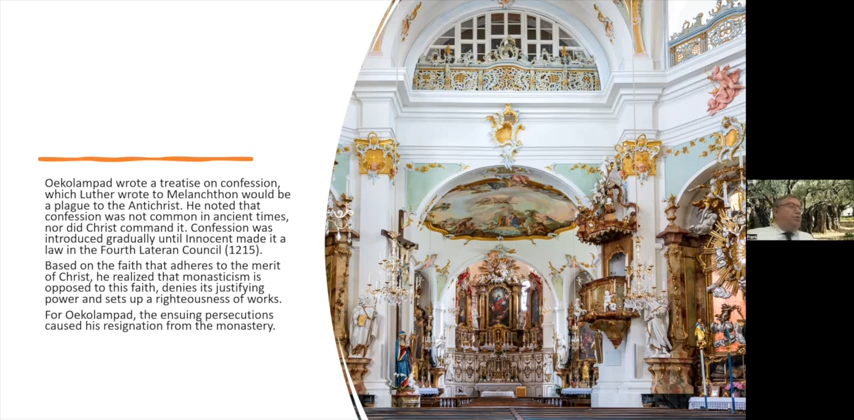 Oekolampad wrote a treatise on confession,
which Luther wrote to Melanchthon would be
a plague to the Antichrist. He noted that
confession was not common in ancient times,
nor did Christ command it. Confession was
introduced gradually until Innocent made it a
law in the Fourth Lateran Council (1215).
Based on the faith that adheres to the merit
of Christ, he realized that monasticism is
opposed to this faith, denies its justifying
power and sets up a righteousness of works.
For Oekolampad, the ensuing persecutions
caused his resignation from the monastery.